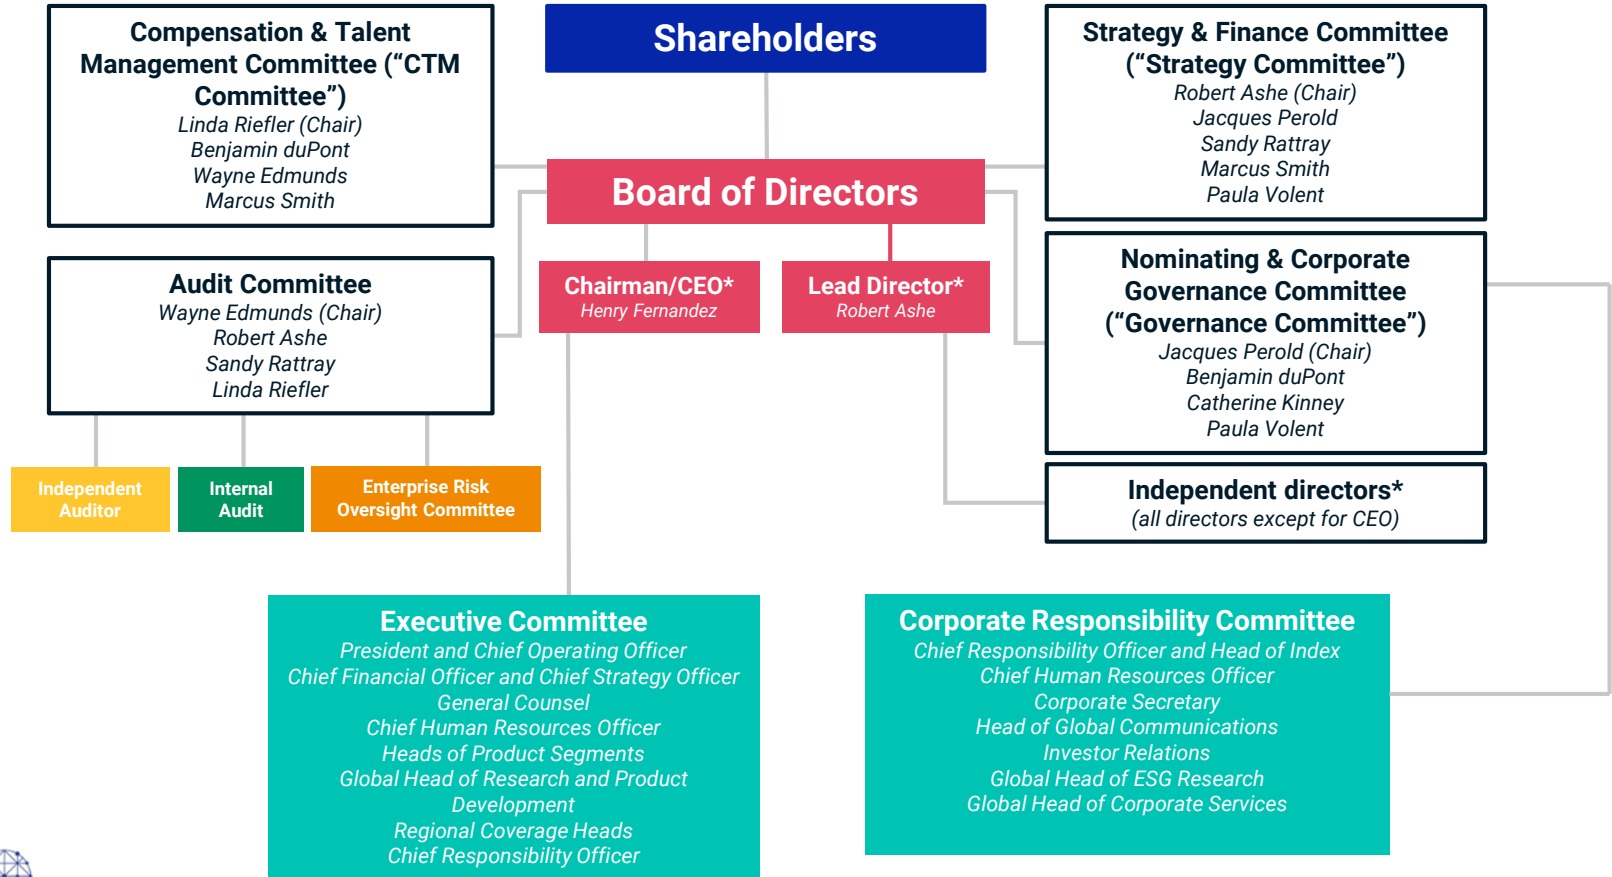 Compensation & Talent
Management Committee (“CTM
Committee”)
Linda Riefler (Chair)
Benjamin duPont
Wayne Edmunds
Marcus Smith
Shareholders
Strategy & Finance Committee
(“Strategy Committee”)
Robert Ashe (Chair)
Jacques Perold
Sandy Rattray
Marcus Smith
Paula Volent
Board of Directors
Audit Committee
Wayne Edmunds (Chair)
Robert Ashe
Sandy Rattray
Linda Riefler
Chairman/CEO*
Henry Fernandez
Lead Director*
Robert Ashe
Nominating & Corporate
Governance Committee
(“Governance Committee”)
Jacques Perold (Chair)
Benjamin duPont
Catherine Kinney
Paula Volent
Independent
Auditor
Internal
Audit
Enterprise Risk
Oversight Committee
Independent directors*
(all directors except for CEO)
Executive Committee
President and Chief Operating Officer
Chief Financial Officer and Chief Strategy Officer
General Counsel
Chief Human Resources Officer
Heads of Product Segments
Global Head of Research and Product
Development
Regional Coverage Heads
Chief Responsibility Officer
Corporate Responsibility Committee
Chief Responsibility Officer and Head of Index
Chief Human Resources Officer
Corporate Secretary
Head of Global Communications
Investor Relations
Global Head of ESG Research
Global Head of Corporate Services